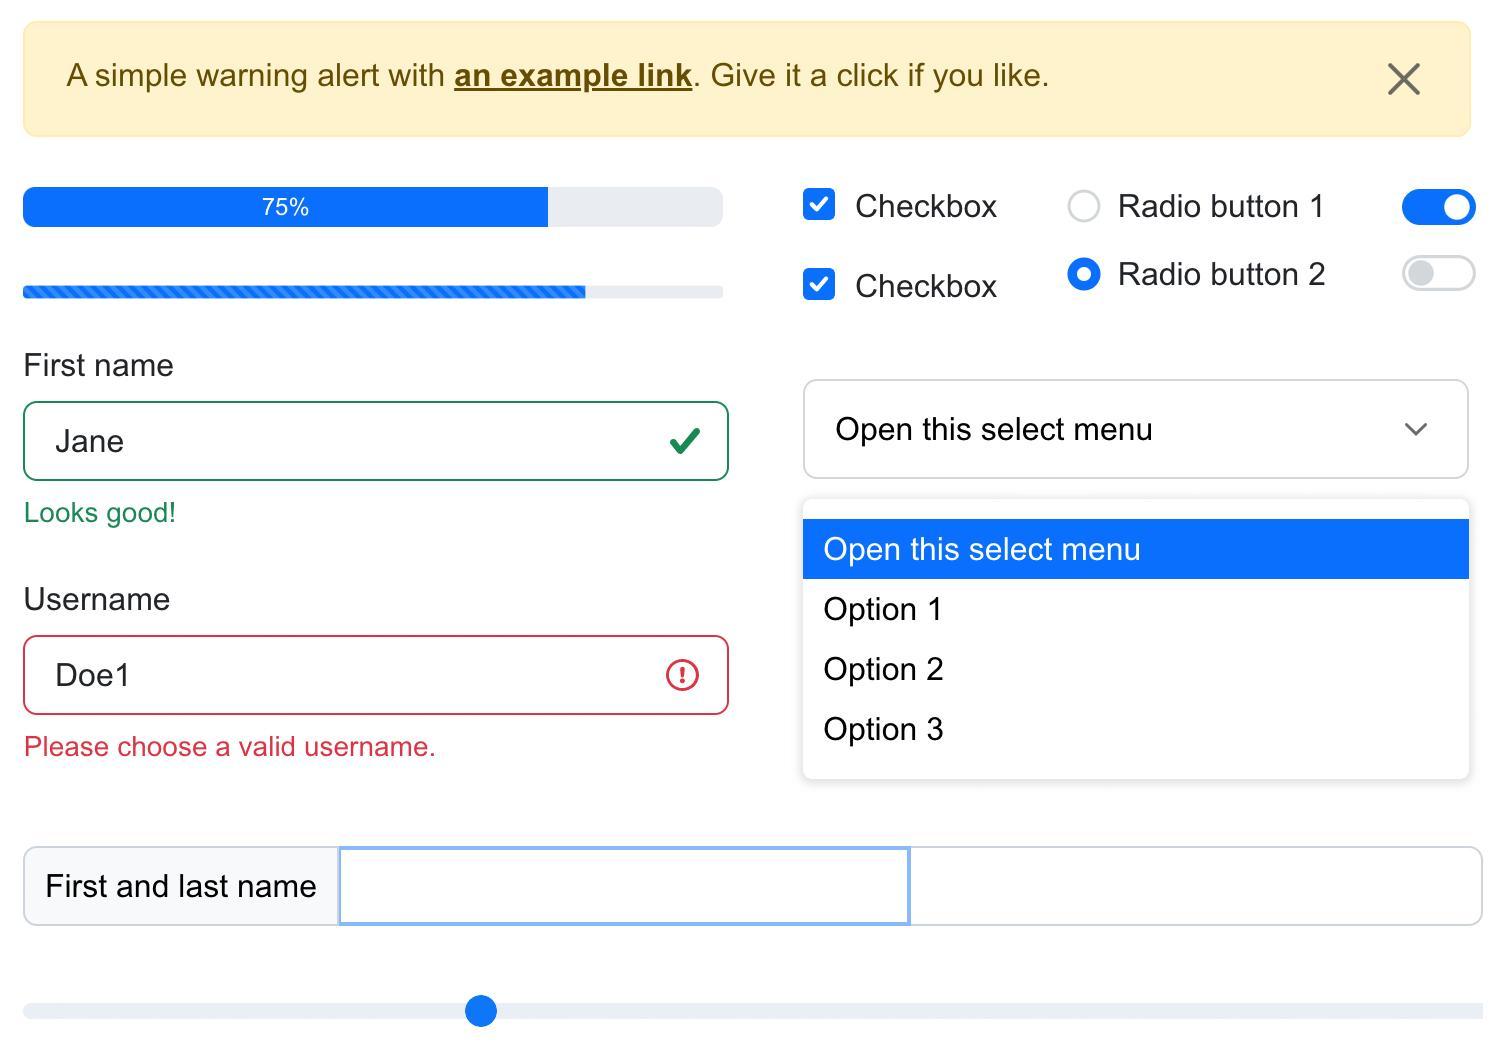 A simple warning alert with an example link. Give it a click if you like.
75%
Checkbox
Radio button 1
Checkbox
Radio button 2
First name
Jane
Looks good!
Username
Doe1
Please choose a valid username.
Open this select menu
Open this select menu
Option 1
Option 2
Option 3
First and last name